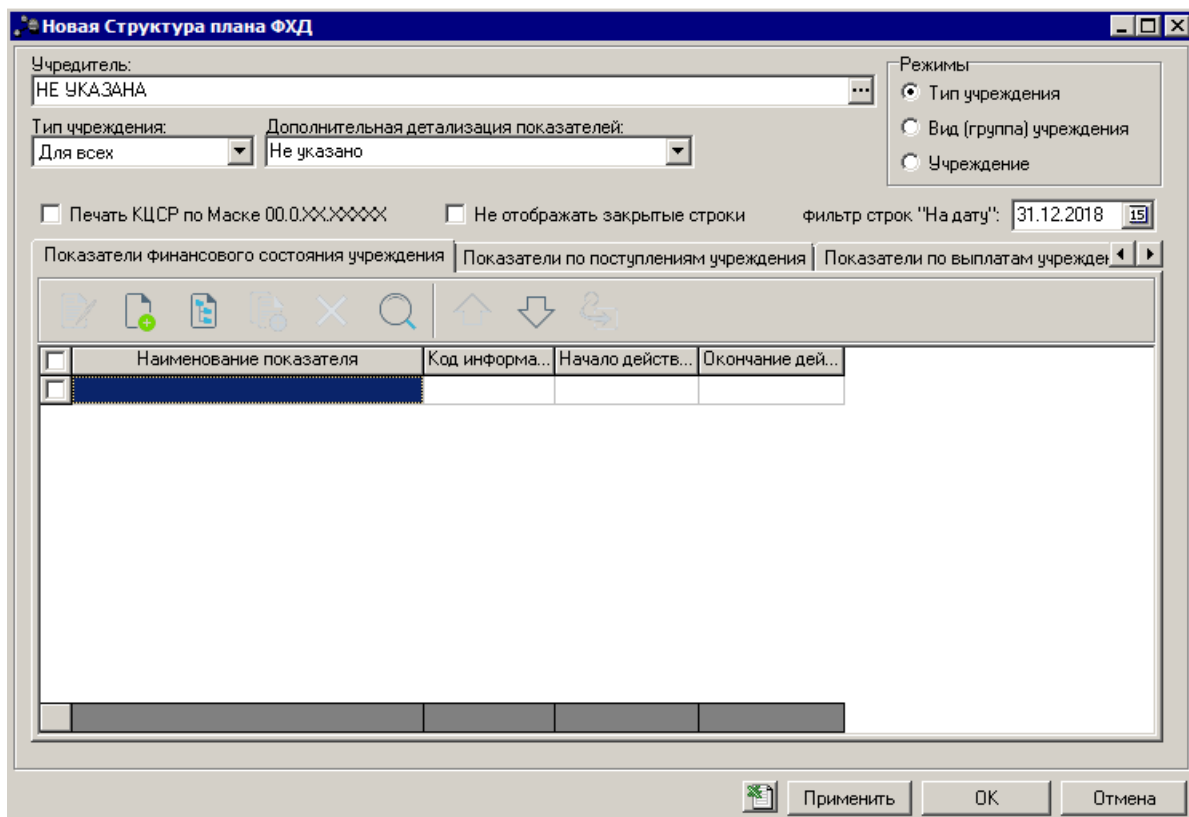 Новая Структура плана ФХД
Учредитель:
НЕ УКАЗАНА
Режимы
Тип учреждения
Вид (группа) учреждения
Учреждение
Тип учреждения:
Дополнительная детализация показателей:
Для всех
Не указано
Печать КЦСР по Маске 00.0.XX.XXXXX
Не отображать закрытые строки
Фильтр строк "На дату":
31.12.2018
15
Показатели финансового состояния учреждения
Показатели по поступлениям учреждения
Показатели по выплатам учрежден
Наименование показателя
Код информа...
Начало действ...
Окончание дей...
Применить
ОК
Отмена